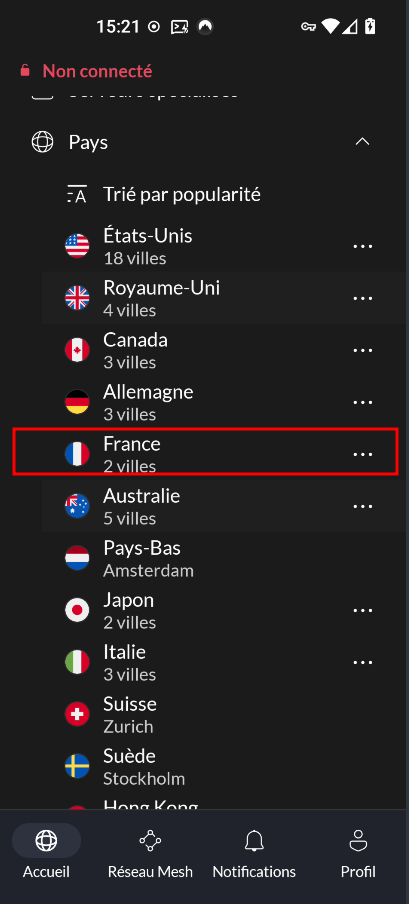 15:21
Non connecté
Serveurs spécialisés
Pays
Trié par popularité
États-Unis
18 villes
Royaume-Uni
4 villes
Canada
3 villes
Allemagne
3 villes
France
2 villes
Australie
5 villes
Pays-Bas
Amsterdam
Japon
2 villes
Italie
3 villes
Suisse
Zurich
Suède
Stockholm
Hong Kong
Accueil Réseau Mesh Notifications Profil